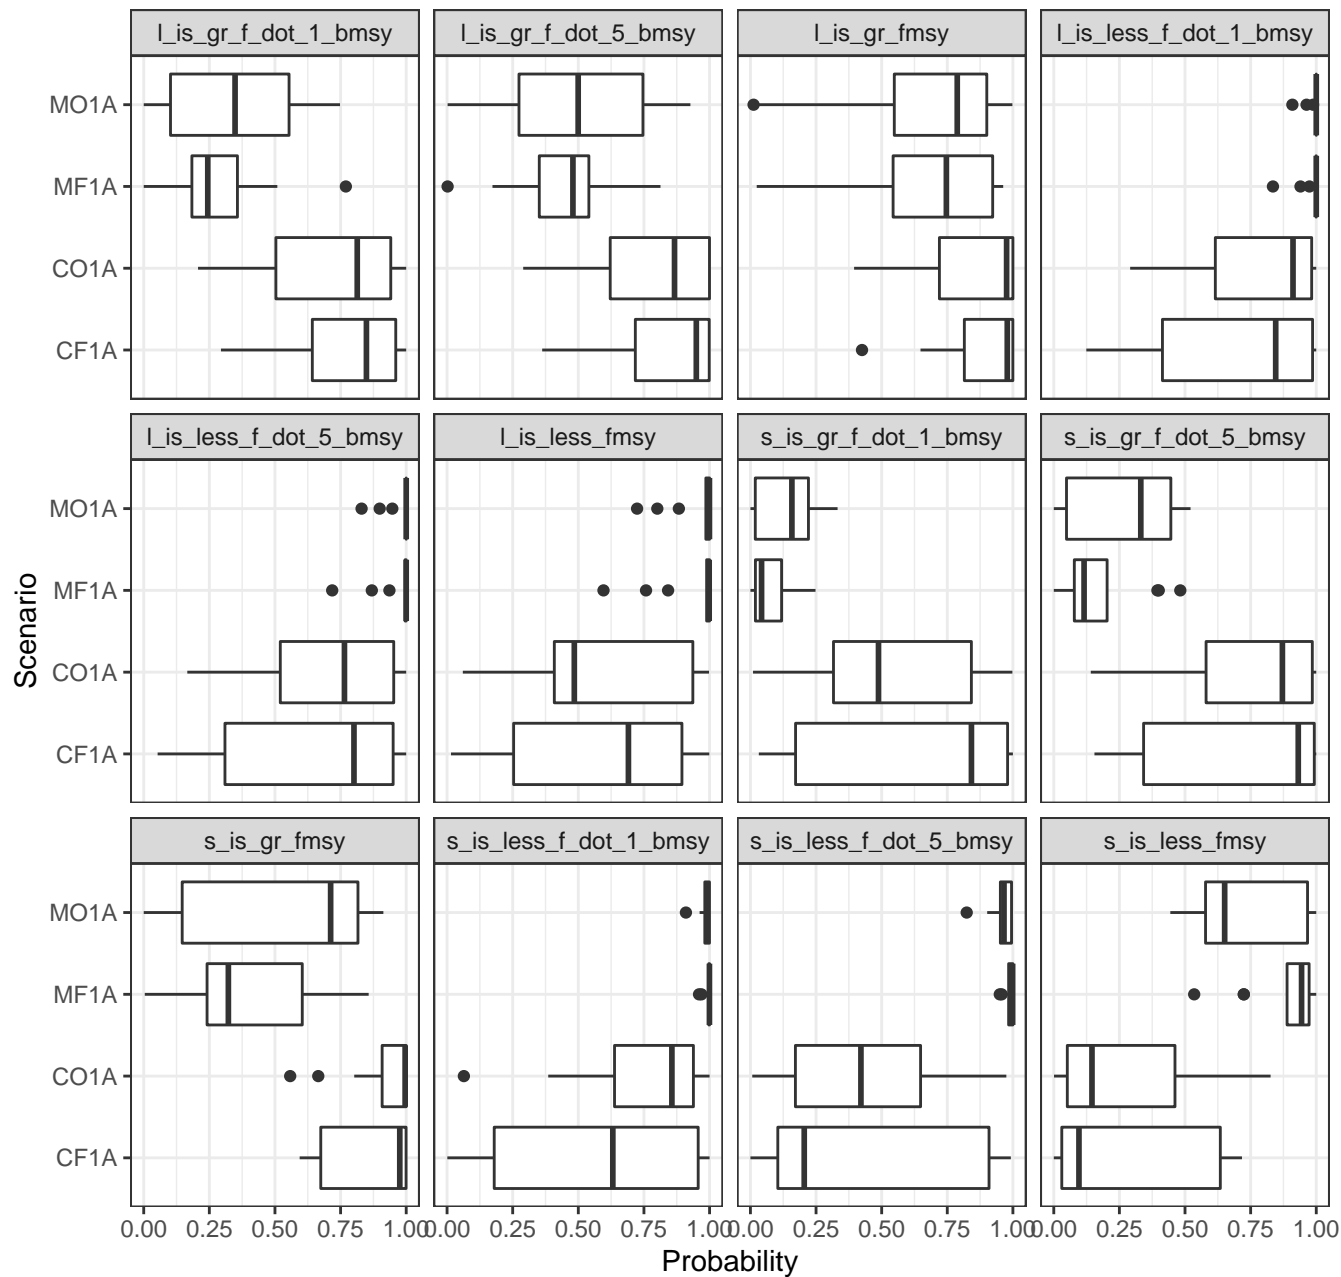 l_is_gr_f_dot_1_bmsy
l_is_gr_f_dot_5_bmsy
l_is_gr_fmsy
l_is_less_f_dot_1_bmsy
MO1A
MF1A
CO1A
CF1A
l_is_less_f_dot_5_bmsy
l_is_less_fmsy
s_is_gr_f_dot_1_bmsy
s_is_gr_f_dot_5_bmsy
MO1A
MF1A
CO1A
CF1A
Scenario
s_is_gr_fmsy
s_is_less_f_dot_1_bmsy
s_is_less_f_dot_5_bmsy
s_is_less_fmsy
MO1A
MF1A
CO1A
CF1A
0.00 0.25 0.50 0.75 1.00
0.00 0.25 0.50 0.75 1.00
0.00 0.25 0.50 0.75 1.00
0.00 0.25 0.50 0.75 1.00
Probability